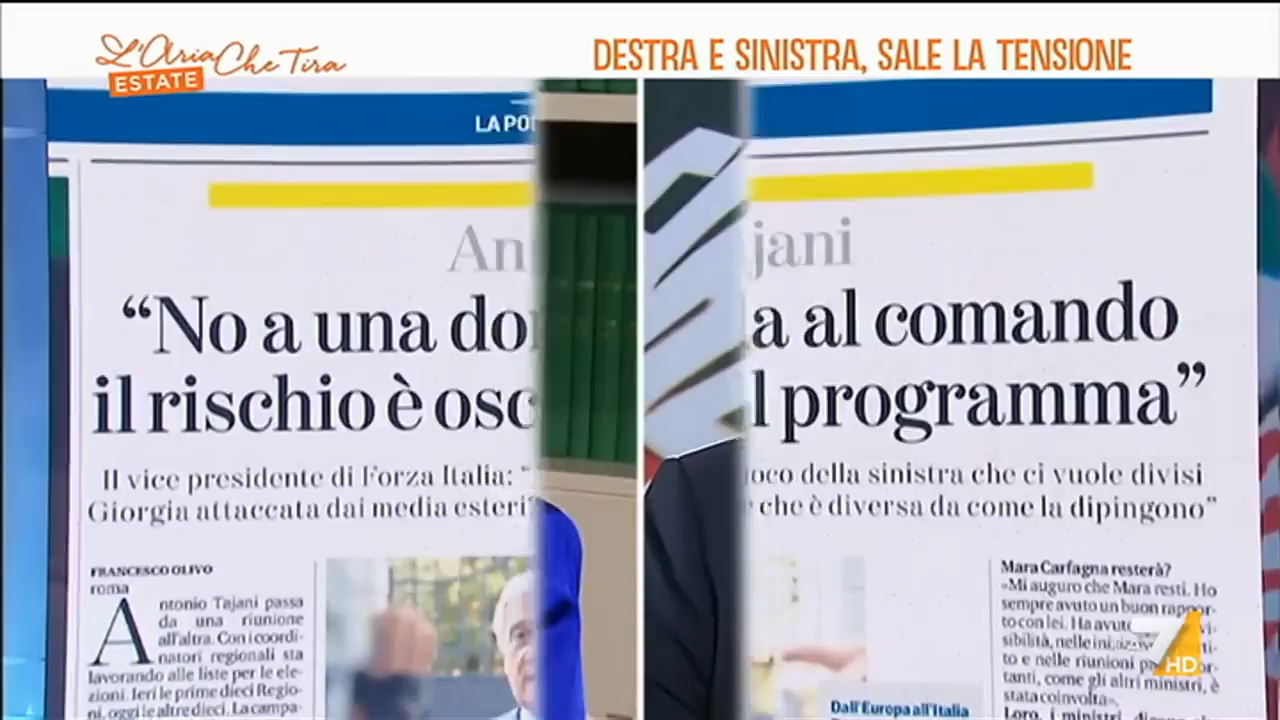 L'Aria Che Tira
ESTATE
DESTRA E SINISTRA, SALE LA TENSIONE
LA PO
An jani
“No a una do a al comando
il rischio è osc l programma”
Il vice presidente di Forza Italia: “ oco della sinistra che ci vuole divisi
Giorgia attaccata dai media esteri che è diversa da come la dipingono”
FRANCESCO OLIVO
roma
Antonio Tajani passa
da una riunione
all'altra. Con i coordi-
natori regionali sta
lavorando alle liste per le ele-
zioni. Ieri le prime dieci Regio-
ni, oggi le altre dieci. La campa-
Dall'Europa all'Italia
Mara Carfagna resterà?
«Mi auguro che Mara resti. Ho
sempre avuto un buon rappor-
to con lei. Ha avut vi-
sibilità, nelle ti-
to e nelle riunioni p or-
tanti, come gli altri ministri, è
stata coinvolta».
Loro, i ministri
7 HD